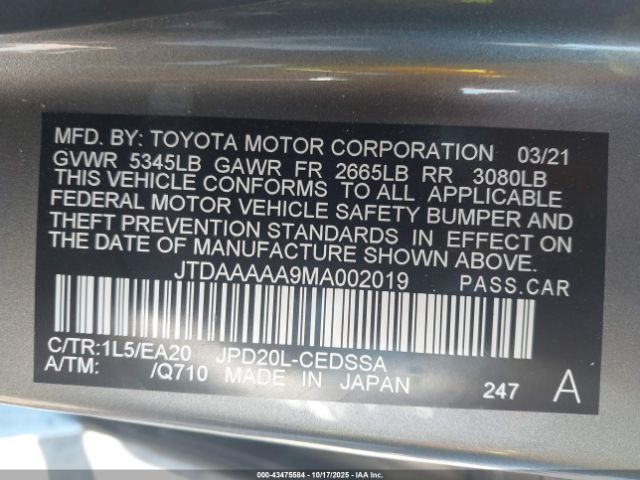 MFD. BY: TOYOTA MOTOR CORPORATION 03/21
GVWR 5345LB GAWR FR 2665LB RR 3080LB
THIS VEHICLE CONFORMS TO ALL APPLICABLE
FEDERAL MOTOR VEHICLE SAFETY BUMPER AND
THEFT PREVENTION STANDARDS IN EFFECT ON
THE DATE OF MANUFACTURE SHOWN ABOVE.
JTDAAAAA9MA002019 PASS.CAR
C/TR:1L5/EA20 JPD20L-CEDSSA
A/TM: /Q710 MADE IN JAPAN 247 A
000-43475584 - 10/17/2025 - IAA, Inc.